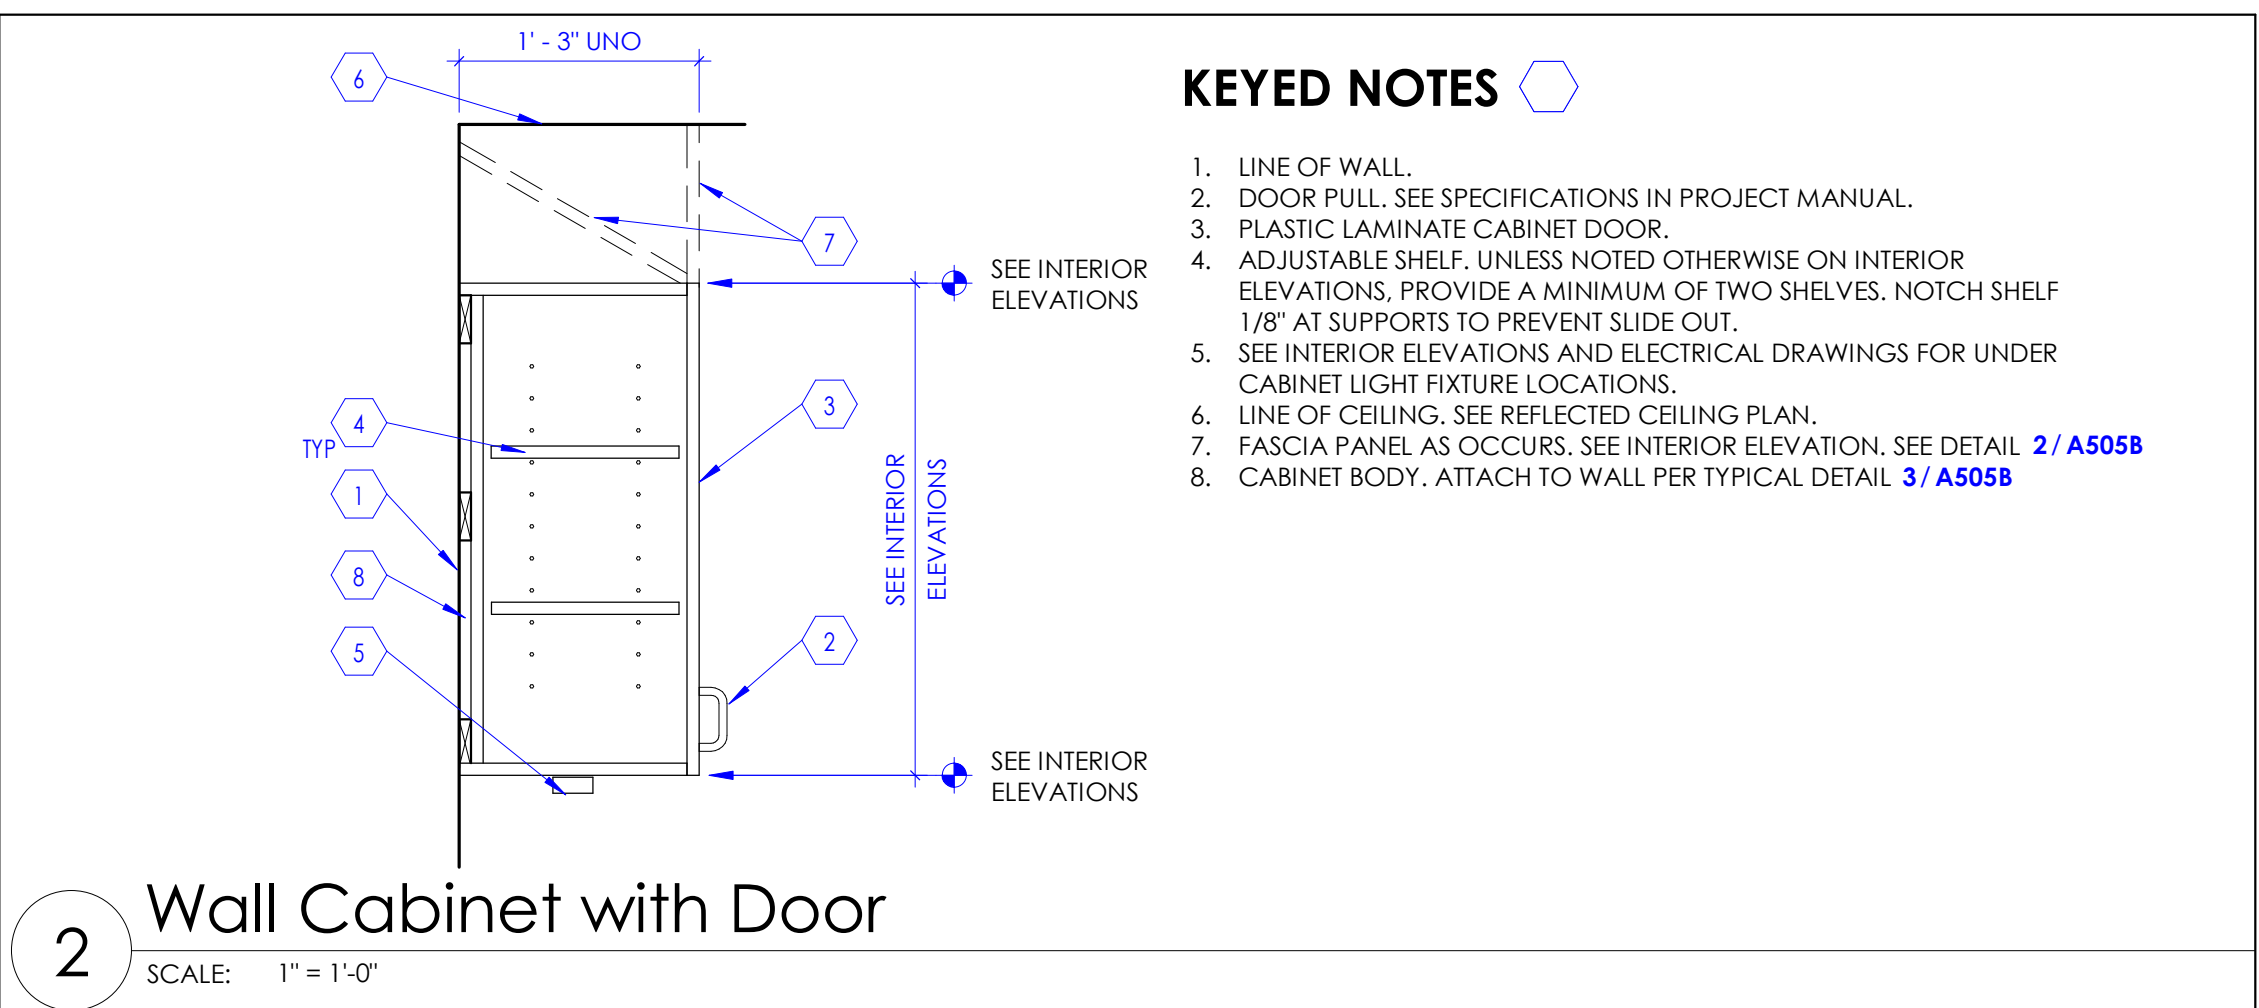 1' - 3" UNO
6
7
SEE INTERIOR
ELEVATIONS
3
4
TYP
1
SEE INTERIOR
ELEVATIONS
8
2
5
SEE INTERIOR
ELEVATIONS
KEYED NOTES
1. LINE OF WALL.
2. DOOR PULL. SEE SPECIFICATIONS IN PROJECT MANUAL.
3. PLASTIC LAMINATE CABINET DOOR.
4. ADJUSTABLE SHELF. UNLESS NOTED OTHERWISE ON INTERIOR
ELEVATIONS, PROVIDE A MINIMUM OF TWO SHELVES. NOTCH SHELF
1/8" AT SUPPORTS TO PREVENT SLIDE OUT.
5. SEE INTERIOR ELEVATIONS AND ELECTRICAL DRAWINGS FOR UNDER
CABINET LIGHT FIXTURE LOCATIONS.
6. LINE OF CEILING. SEE REFLECTED CEILING PLAN.
7. FASCIA PANEL AS OCCURS. SEE INTERIOR ELEVATION. SEE DETAIL 2/A505B
8. CABINET BODY. ATTACH TO WALL PER TYPICAL DETAIL 3/A505B
2
Wall Cabinet with Door
SCALE: 1" = 1'-0"